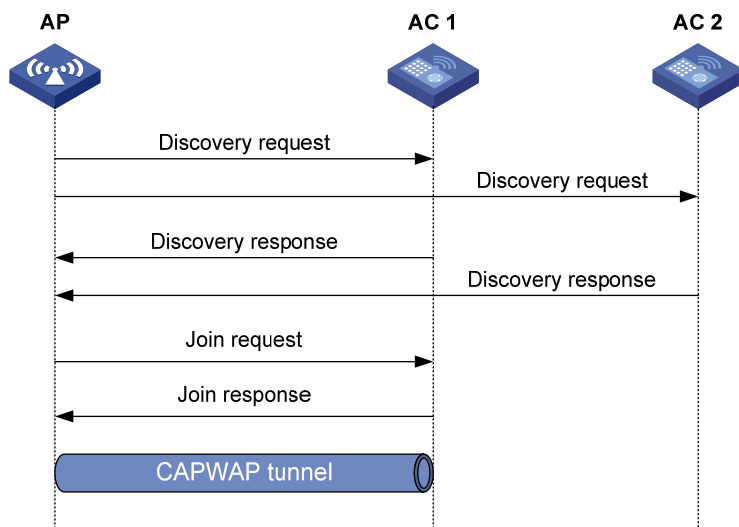 AP
AC 1
AC 2
Discovery request
Discovery request
Discovery response
Discovery response
Join request
Join response
CAPWAP tunnel